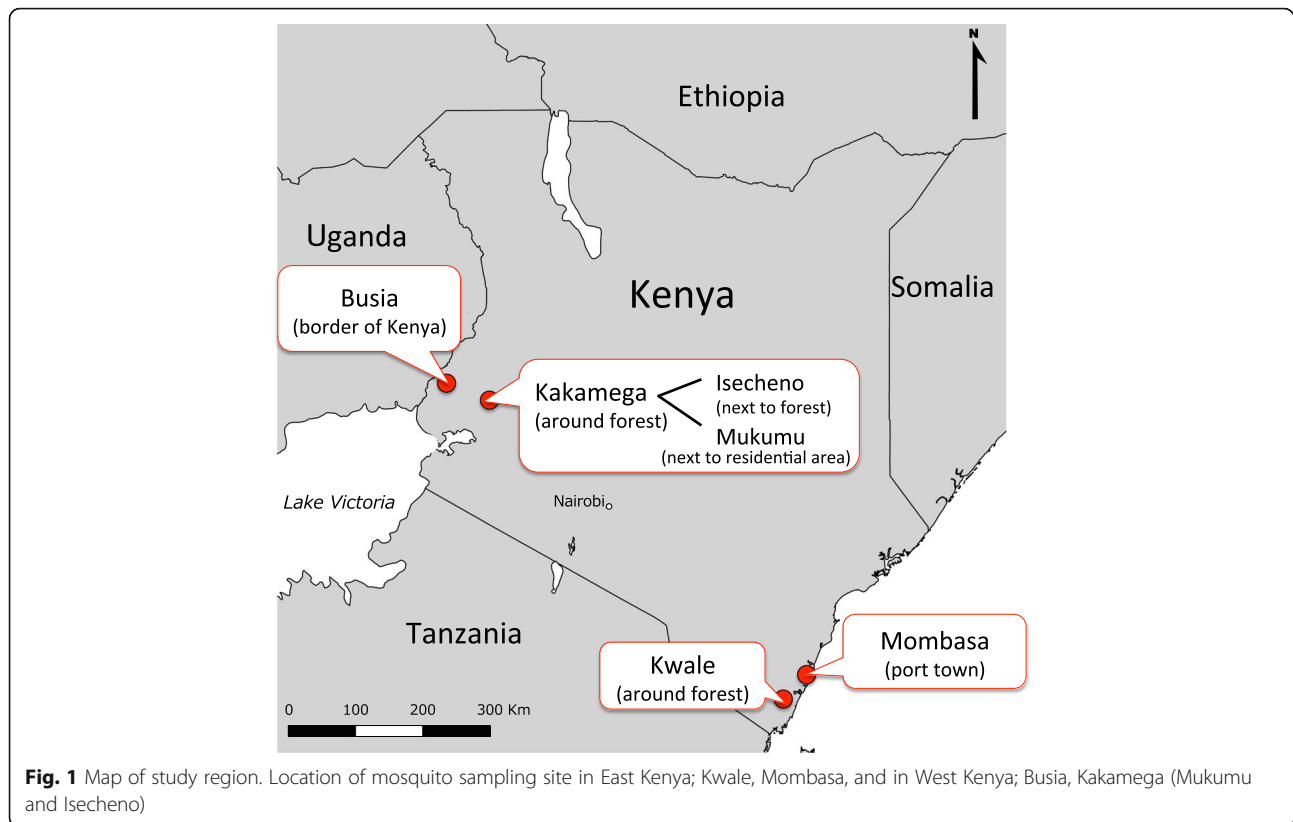 N
Ethiopia
Uganda
Kenya
Somalia
Busia
(border of Kenya)
Kakamega
(around forest)
Isecheno
(next to forest)
Mukumu
(next to residential area)
Lake Victoria
Nairobi
Tanzania
Mombasa
(port town)
Kwale
(around forest)
0 100 200 300 Km
Fig. 1 Map of study region. Location of mosquito sampling site in East Kenya; Kwale, Mombasa, and in West Kenya; Busia, Kakamega (Mukumu
and Isecheno)